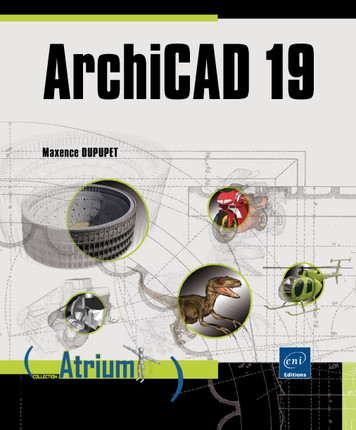 ArchiCAD 19
Maxence DUPUPET
eni
Editions
COLLECTION
Atrium